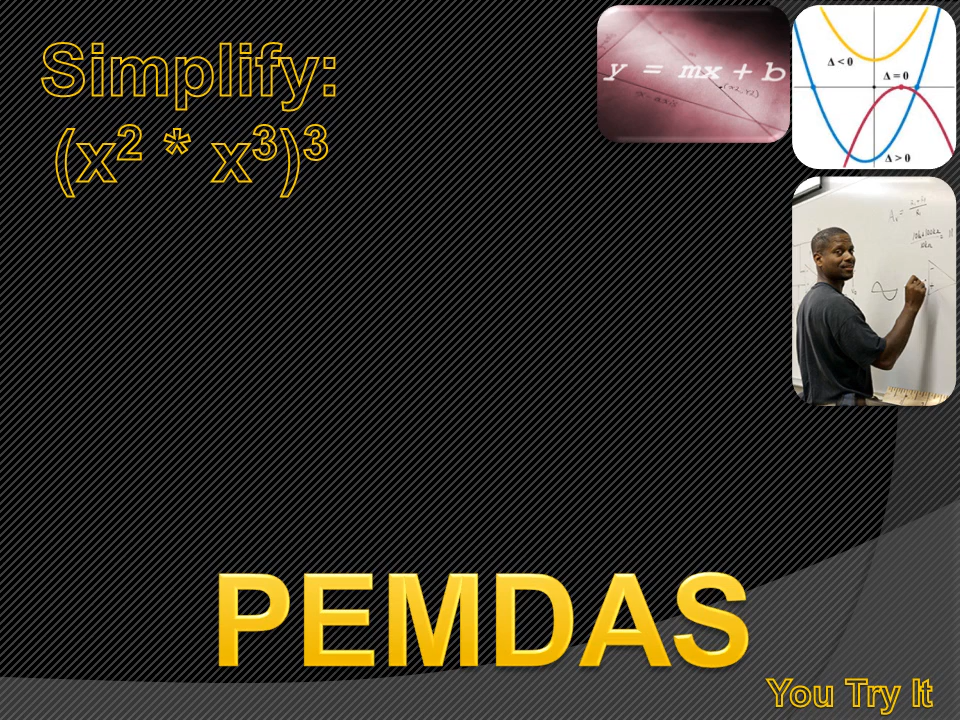 Simplify:
(x² * x³)³
y = mx + b
Δ < 0
Δ = 0
Δ > 0
PEMDAS
You Try It